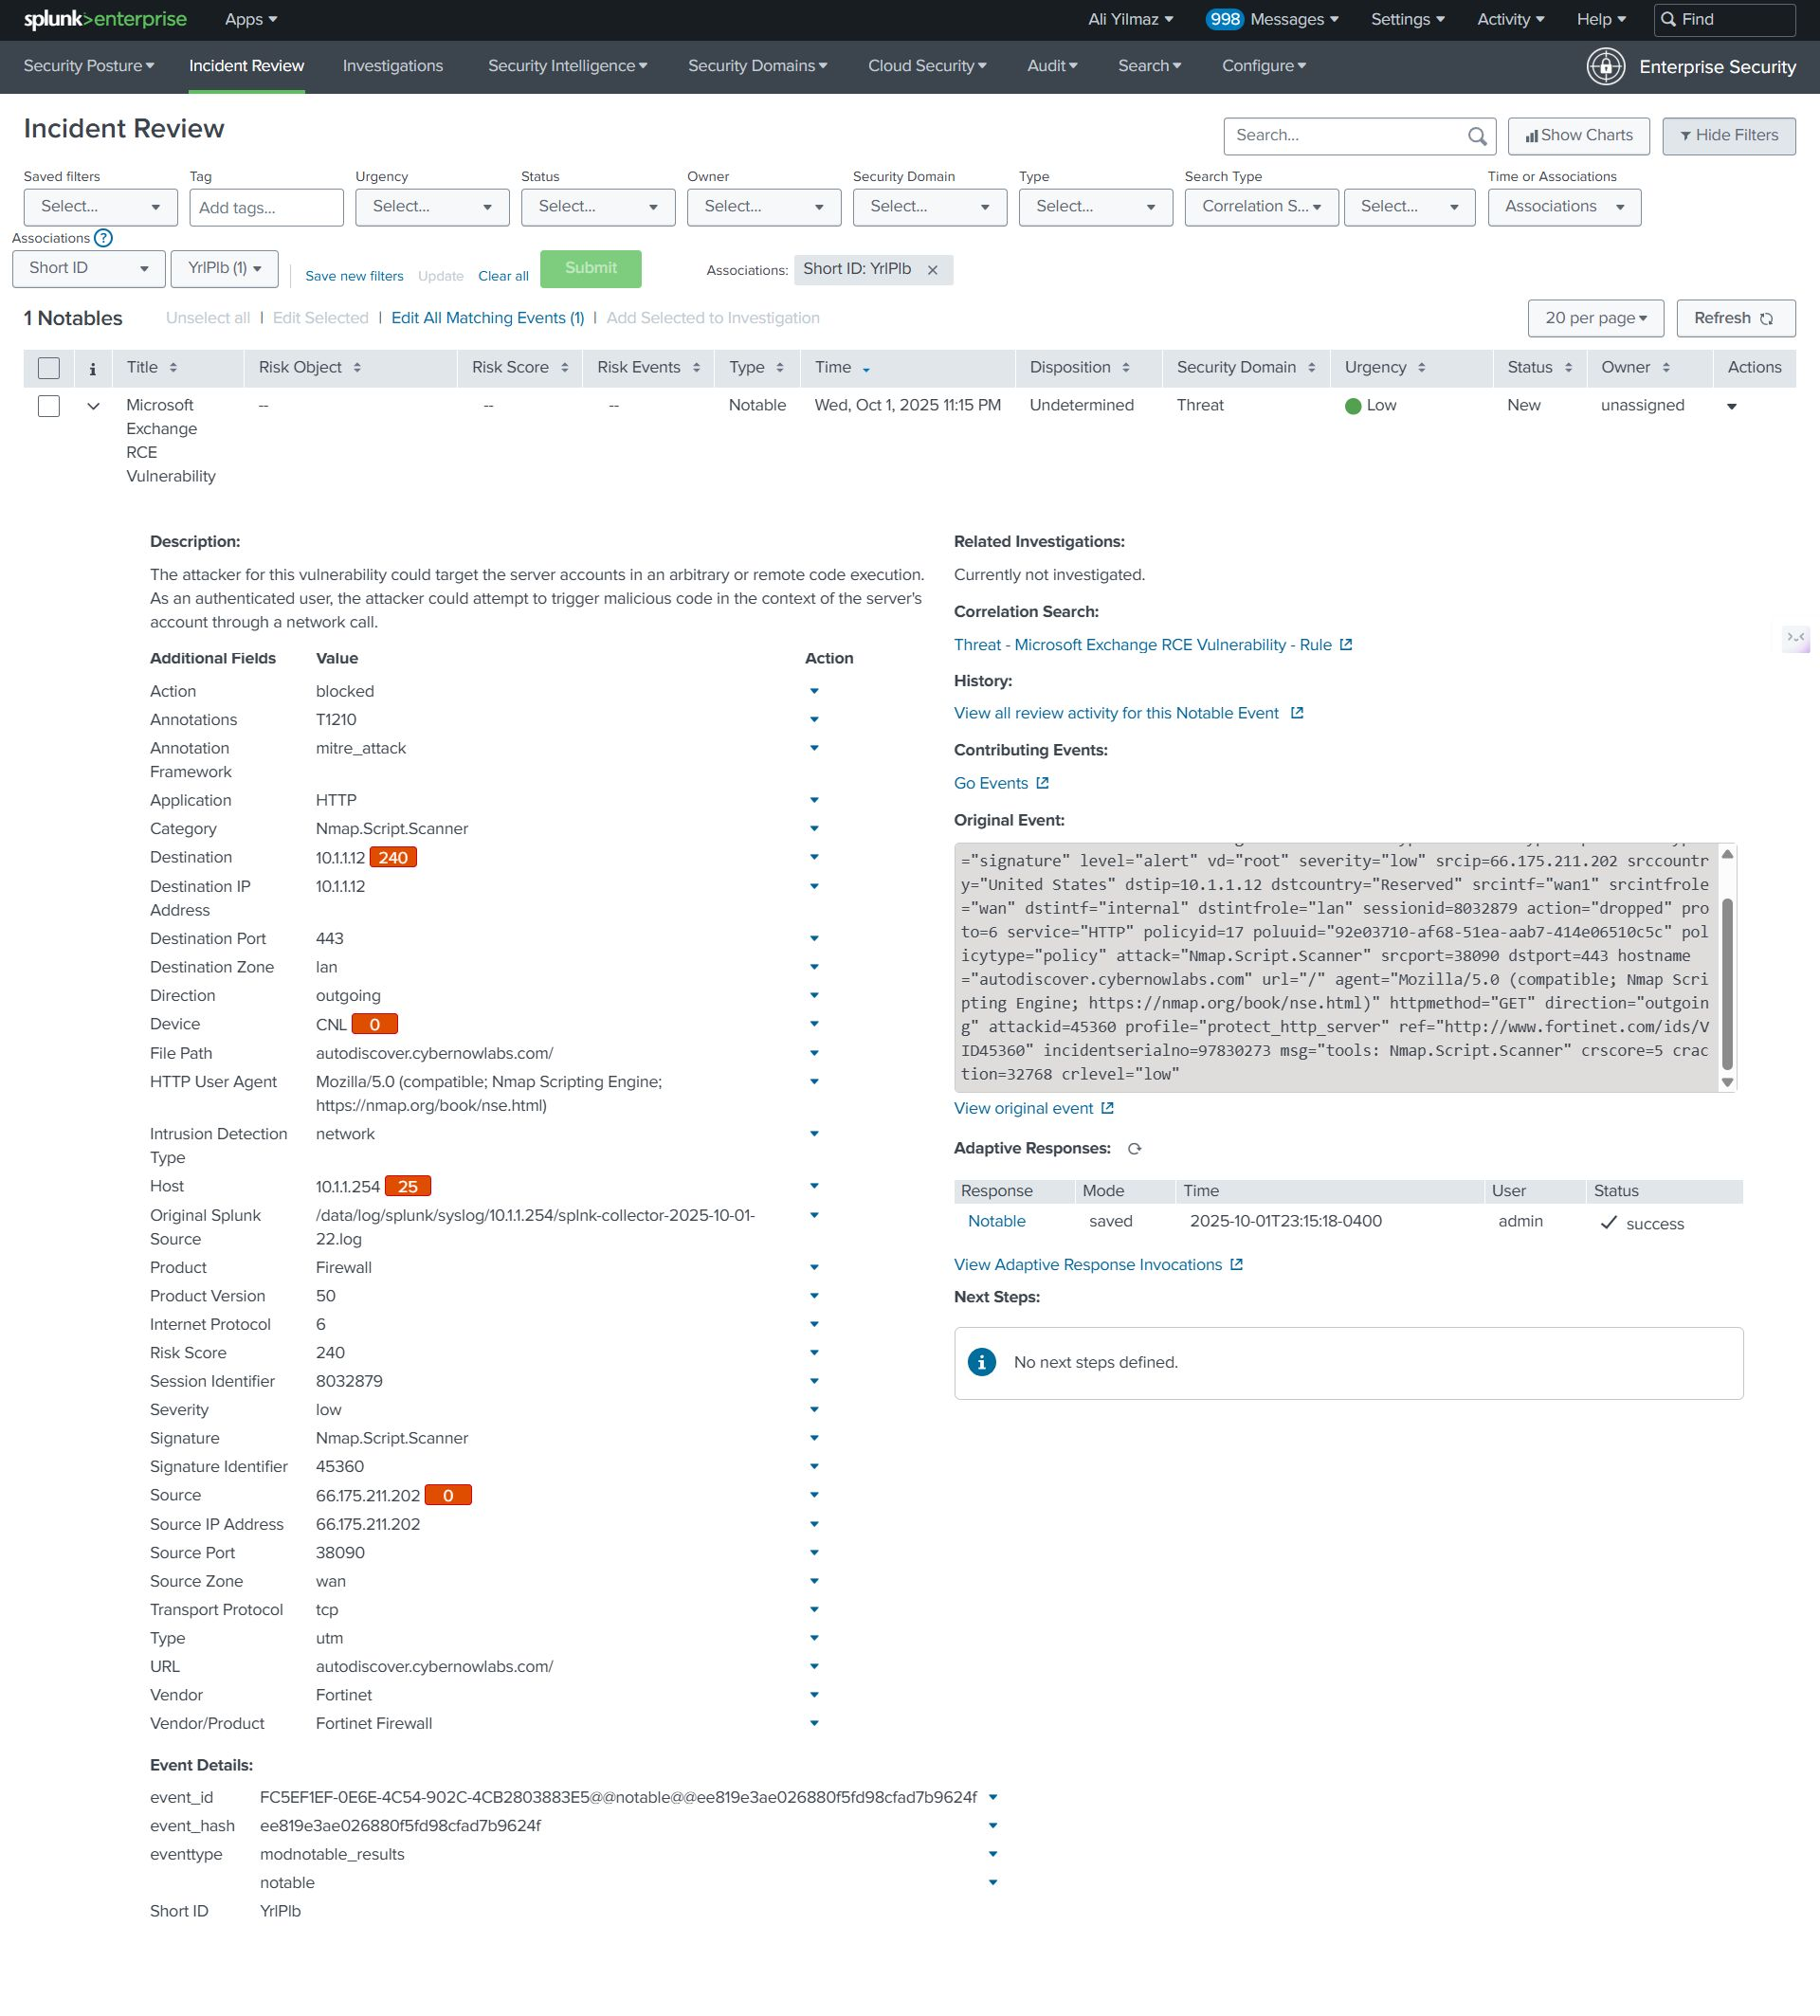 splunk>enterprise Apps Ali Yilmaz 998 Messages Settings Activity Help Find
Security Posture Incident Review Investigations Security Intelligence Security Domains Cloud Security Audit Search Configure Enterprise Security
Incident Review
Search... Show Charts Hide Filters
Saved filters Tag Urgency Status Owner Security Domain Type Search Type Time or Associations
Select... Add tags... Select... Select... Select... Select... Select... Correlation S... Select... Associations
Associations ?
Short ID YrlPlb (1) Save new filters Update Clear all Submit Associations: Short ID: YrlPlb ×
1 Notables Unselect all | Edit Selected | Edit All Matching Events (1) | Add Selected to Investigation 20 per page Refresh
i Title Risk Object Risk Score Risk Events Type Time Disposition Security Domain Urgency Status Owner Actions
Microsoft -- -- -- Notable Wed, Oct 1, 2025 11:15 PM Undetermined Threat Low New unassigned
Exchange
RCE
Vulnerability
Description:
The attacker for this vulnerability could target the server accounts in an arbitrary or remote code execution.
As an authenticated user, the attacker could attempt to trigger malicious code in the context of the server's
account through a network call.
Additional Fields Value Action
Action blocked
Annotations T1210
Annotation mitre_attack
Framework
Application HTTP
Category Nmap.Script.Scanner
Destination 10.1.1.12 240
Destination IP 10.1.1.12
Address
Destination Port 443
Destination Zone lan
Direction outgoing
Device CNL 0
File Path autodiscover.cybernowlabs.com/
HTTP User Agent Mozilla/5.0 (compatible; Nmap Scripting Engine;
https://nmap.org/book/nse.html)
Intrusion Detection network
Type
Host 10.1.1.254 25
Original Splunk /data/log/splunk/syslog/10.1.1.254/splnk-collector-2025-10-01-
Source 22.log
Product Firewall
Product Version 50
Internet Protocol 6
Risk Score 240
Session Identifier 8032879
Severity low
Signature Nmap.Script.Scanner
Signature Identifier 45360
Source 66.175.211.202 0
Source IP Address 66.175.211.202
Source Port 38090
Source Zone wan
Transport Protocol tcp
Type utm
URL autodiscover.cybernowlabs.com/
Vendor Fortinet
Vendor/Product Fortinet Firewall
Event Details:
event_id FC5EF1EF-0E6E-4C54-902C-4CB2803883E5@@notable@@ee819e3ae026880f5fd98cfad7b9624f
event_hash ee819e3ae026880f5fd98cfad7b9624f
eventtype modnotable_results
notable
Short ID YrlPlb
Related Investigations:
Currently not investigated.
Correlation Search:
Threat - Microsoft Exchange RCE Vulnerability - Rule
History:
View all review activity for this Notable Event
Contributing Events:
Go Events
Original Event:
="signature" level="alert" vd="root" severity="low" srcip=66.175.211.202 srccountr
y="United States" dstip=10.1.1.12 dstcountry="Reserved" srcintf="wan1" srcintfrole
="wan" dstintf="internal" dstintfrole="lan" sessionid=8032879 action="dropped" pro
to=6 service="HTTP" policyid=17 poluuid="92e03710-af68-51ea-aab7-414e06510c5c" pol
icytype="policy" attack="Nmap.Script.Scanner" srcport=38090 dstport=443 hostname
="autodiscover.cybernowlabs.com" url="/" agent="Mozilla/5.0 (compatible; Nmap Scri
pting Engine; https://nmap.org/book/nse.html)" httpmethod="GET" direction="outgoin
g" attackid=45360 profile="protect_http_server" ref="http://www.fortinet.com/ids/V
ID45360" incidentserialno=97830273 msg="tools: Nmap.Script.Scanner" crscore=5 crac
tion=32768 crlevel="low"
View original event
Adaptive Responses:
Response Mode Time User Status
Notable saved 2025-10-01T23:15:18-0400 admin success
View Adaptive Response Invocations
Next Steps:
i No next steps defined.